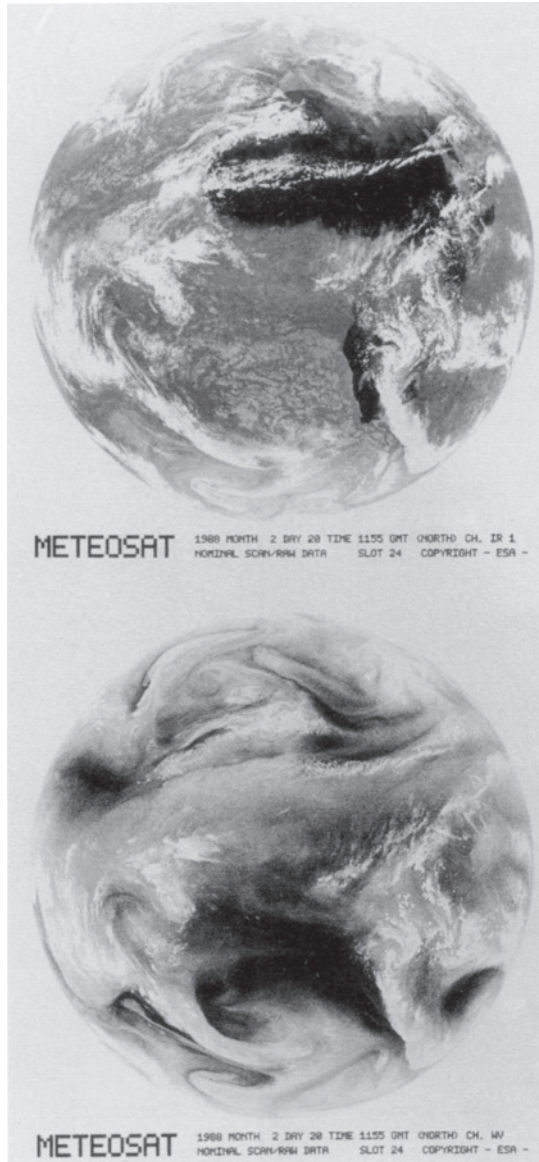 METEOSAT
1988 MONTH 2 DAY 20 TIME 1155 GMT (NORTH) CH. IR 1
NOMINAL SCAN/RAW DATA SLOT 24 COPYRIGHT - ESA -
METEOSAT
1988 MONTH 2 DAY 20 TIME 1155 GMT (NORTH) CH. WV
NOMINAL SCAN/RAW DATA SLOT 24 COPYRIGHT - ESA -